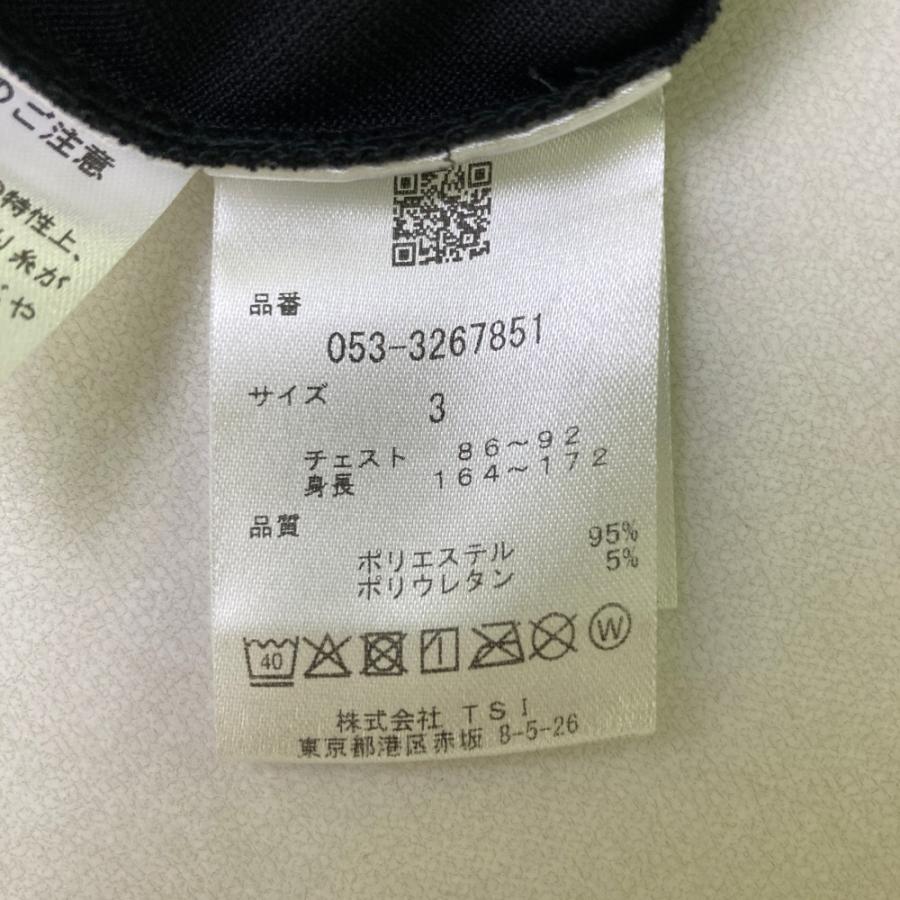 のご注意
の特性上、
糸が
や
品番
053-3267851
サイズ
3
チェスト 86～92
身長 164～172
品質
ポリエステル 95%
ポリウレタン 5%
40
W
株式会社 TSI
東京都港区赤坂 8-5-26